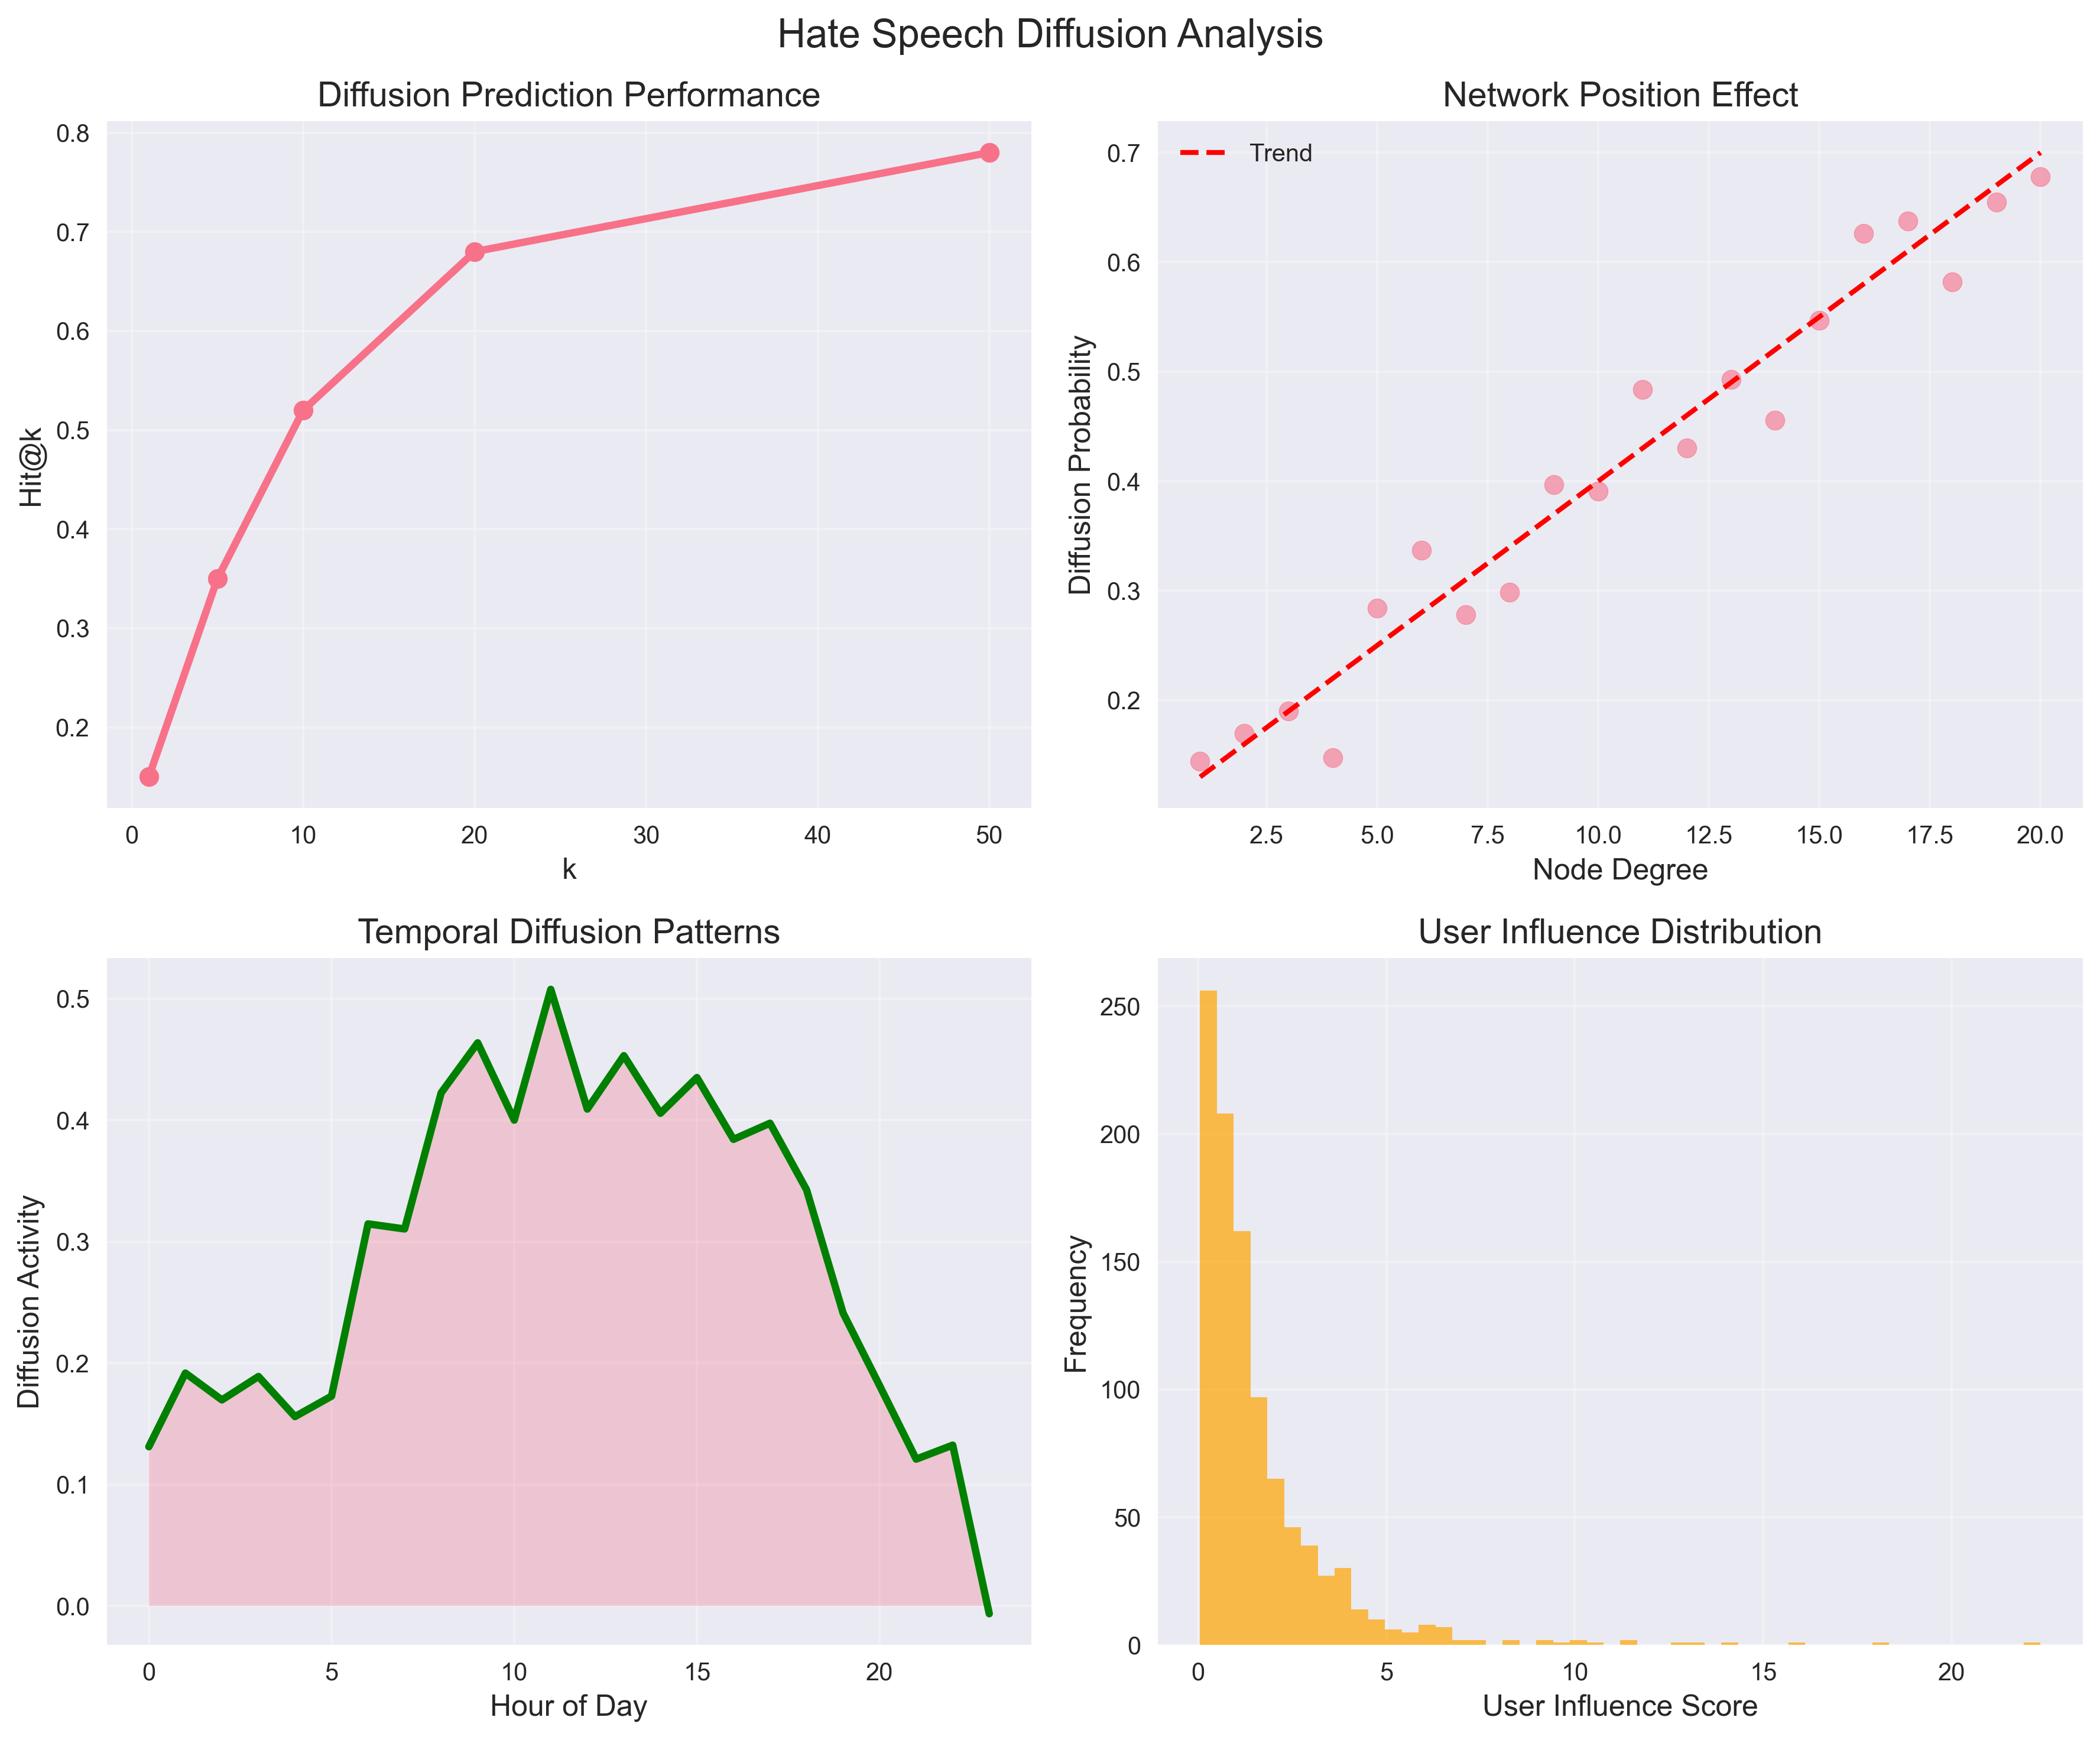 Hate Speech Diffusion Analysis
Diffusion Prediction Performance
0.8
0.7
0.6
0.5
0.4
0.3
0.2
Hit@k
0 10 20 30 40 50
k
Network Position Effect
Trend
0.7
0.6
0.5
0.4
0.3
0.2
Diffusion Probability
2.5 5.0 7.5 10.0 12.5 15.0 17.5 20.0
Node Degree
Temporal Diffusion Patterns
0.5
0.4
0.3
0.2
0.1
0.0
Diffusion Activity
0 5 10 15 20
Hour of Day
User Influence Distribution
250
200
150
100
50
0
Frequency
0 5 10 15 20
User Influence Score